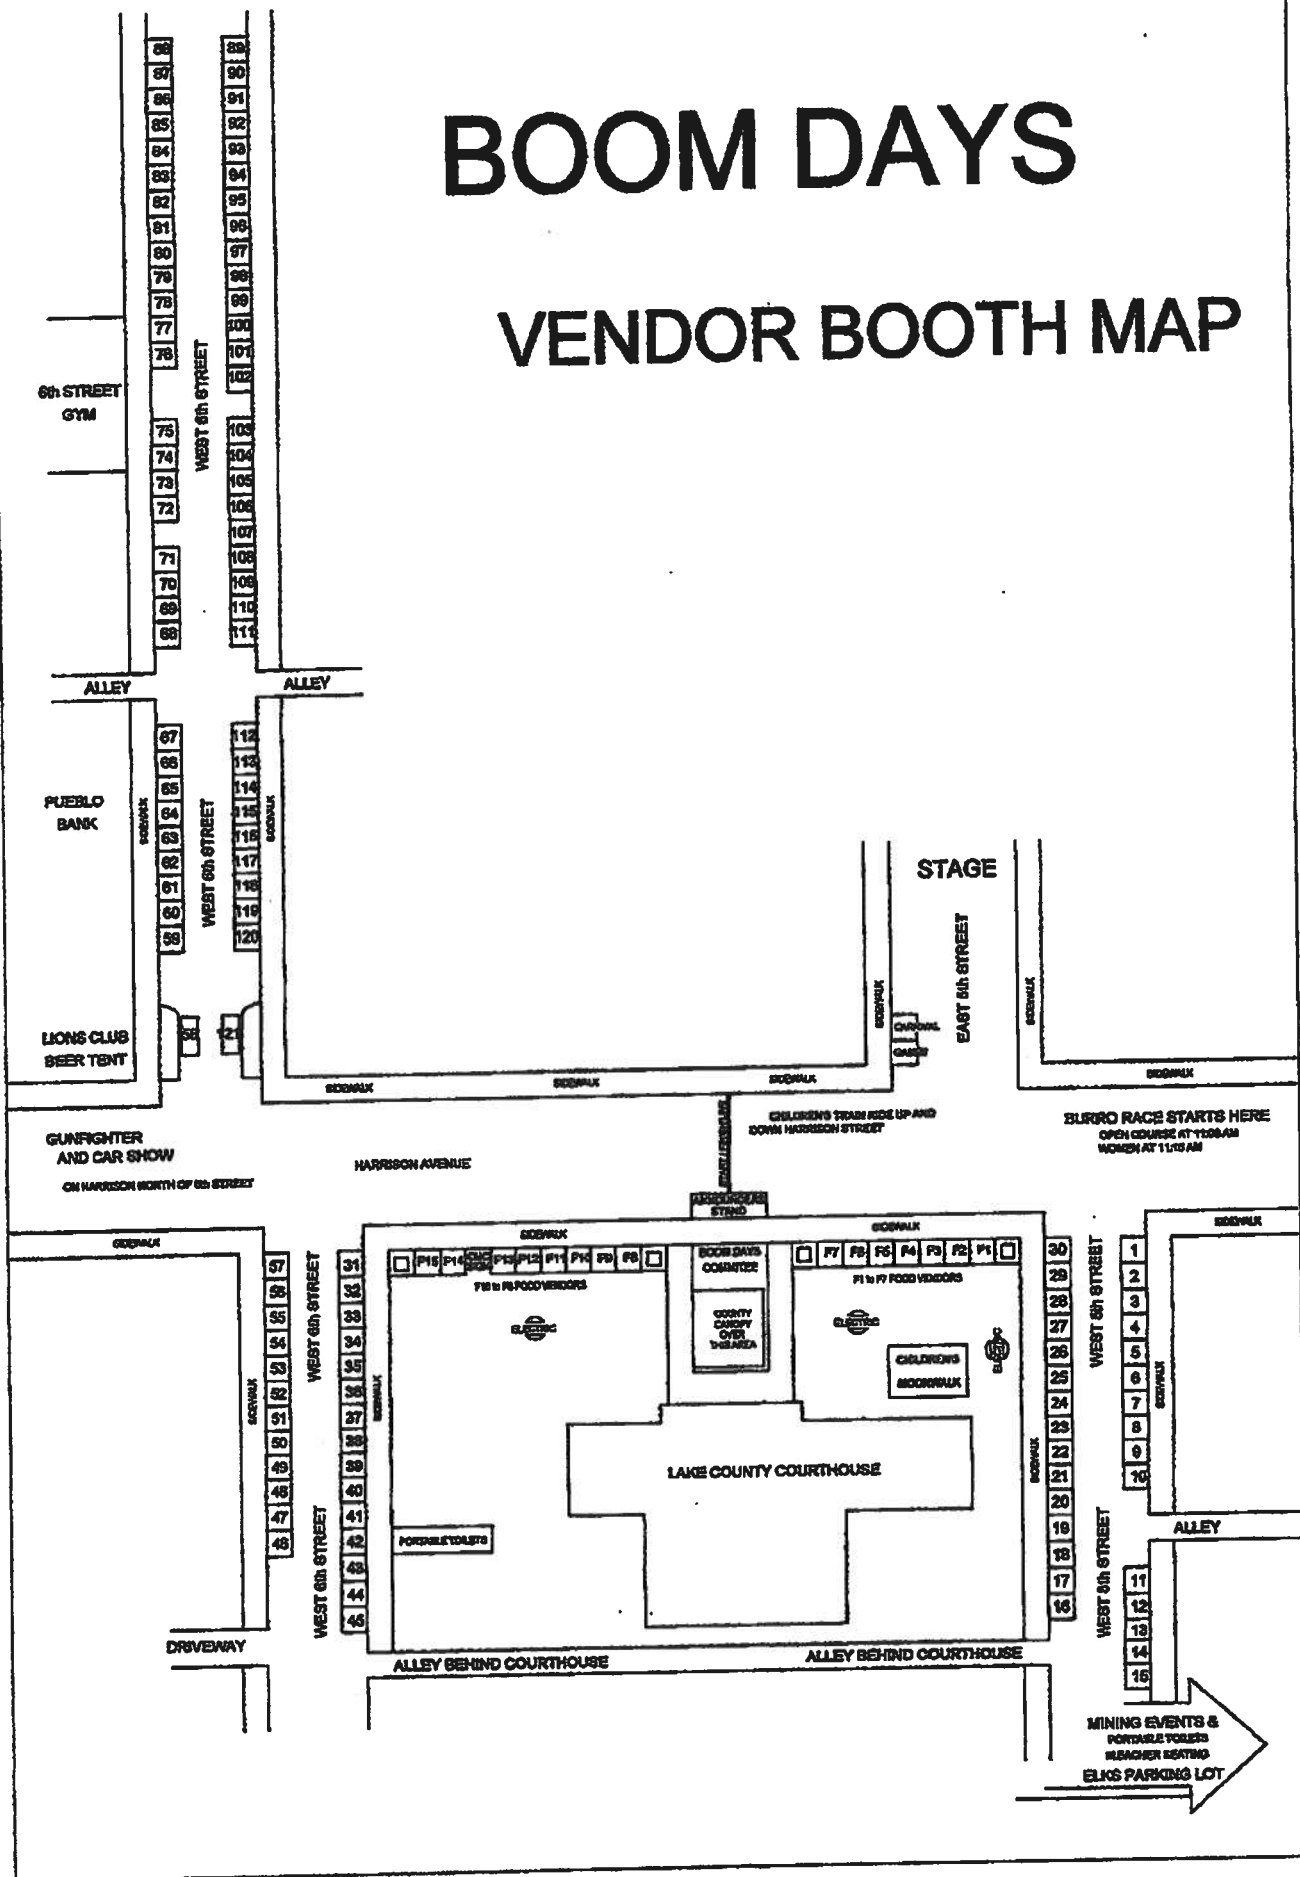 BOOM DAYS
VENDOR BOOTH MAP
88
87
86
85
84
83
82
81
80
79
78
77
76
75
74
73
72
71
70
69
68
89
90
91
92
93
94
95
96
97
98
99
100
101
102
103
104
105
106
107
108
109
110
111
WEST 6th STREET
6th STREET
GYM
ALLEY
ALLEY
67
66
65
64
63
62
61
60
59
112
113
114
115
116
117
118
119
120
SIDEWALK
WEST 6th STREET
SIDEWALK
PUEBLO
BANK
LIONS CLUB
BEER TENT
58
121
STAGE
EAST 5th STREET
SIDEWALK
SIDEWALK
CARNIVAL
GAMES
SIDEWALK
SIDEWALK
SIDEWALK
SIDEWALK
GUNFIGHTER
AND CAR SHOW
ON HARRISON NORTH OF 6th STREET
HARRISON AVENUE
CHILDREN'S TRAIN RIDE UP AND
DOWN HARRISON STREET
BURRO RACE STARTS HERE
OPEN COURSE AT 11:00 AM
WOMEN AT 11:15 AM
ANNOUNCERS
STAND
SIDEWALK
SIDEWALK
SIDEWALK
SIDEWALK
57
56
55
54
53
52
51
50
49
48
47
46
WEST 6th STREET
WEST 6th STREET
31
32
33
34
35
36
37
38
39
40
41
42
43
44
45
SIDEWALK
SIDEWALK
F15 F14 F13 F12 F11 F10 F9 F8
F15 to F8 FOOD VENDORS
ELECTRIC
BOOM DAYS
COMMITTEE
COUNTY
CANOPY
OVER
THIS AREA
F7 F6 F5 F4 F3 F2 F1
F1 to F7 FOOD VENDORS
ELECTRIC
ELECTRIC
CHILDREN'S
MOONWALK
LAKE COUNTY COURTHOUSE
PORTABLE TOILETS
30
29
28
27
26
25
24
23
22
21
20
19
18
17
16
SIDEWALK
WEST 5th STREET
WEST 5th STREET
1
2
3
4
5
6
7
8
9
10
SIDEWALK
ALLEY
11
12
13
14
15
DRIVEWAY
ALLEY BEHIND COURTHOUSE
ALLEY BEHIND COURTHOUSE
MINING EVENTS &
PORTABLE TOILETS
BLEACHER SEATING
ELKS PARKING LOT